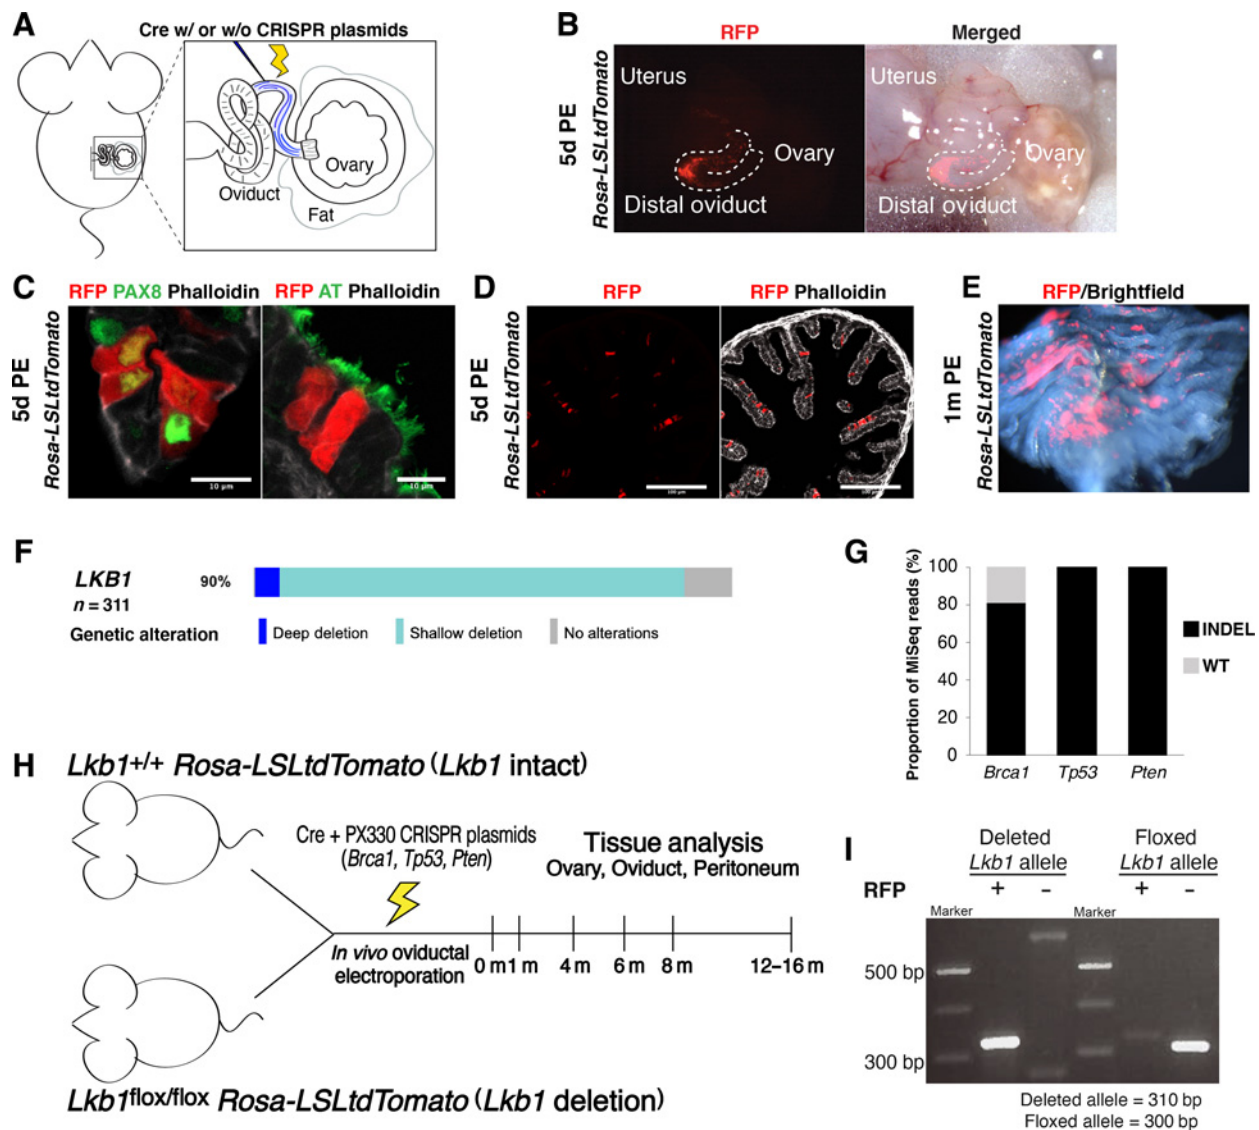 A
Cre w/ or w/o CRISPR plasmids
Oviduct
Ovary
Fat
B
RFP
Merged
5d PE
Rosa-LSLtdTomato
Uterus
Ovary
Distal oviduct
Uterus
Ovary
Distal oviduct
C
RFP PAX8 Phalloidin
RFP AT Phalloidin
5d PE
Rosa-LSLtdTomato
10 µm
10 µm
D
RFP
RFP Phalloidin
5d PE
Rosa-LSLtdTomato
100 µm
100 µm
E
RFP/Brightfield
1m PE
Rosa-LSLtdTomato
F
LKB1
90%
n = 311
Genetic alteration
Deep deletion
Shallow deletion
No alterations
G
Proportion of MiSeq reads (%)
100
80
60
40
20
0
Brca1
Tp53
Pten
INDEL
WT
H
Lkb1+/+ Rosa-LSLtdTomato (Lkb1 intact)
Cre + PX330 CRISPR plasmids
(Brca1, Tp53, Pten)
Tissue analysis
Ovary, Oviduct, Peritoneum
In vivo oviductal
electroporation
0 m 1 m 4 m 6 m 8 m 12–16 m
Lkb1flox/flox Rosa-LSLtdTomato (Lkb1 deletion)
I
Deleted
Lkb1 allele
Floxed
Lkb1 allele
RFP
+ –
+ –
Marker
Marker
500 bp
300 bp
Deleted allele = 310 bp
Floxed allele = 300 bp